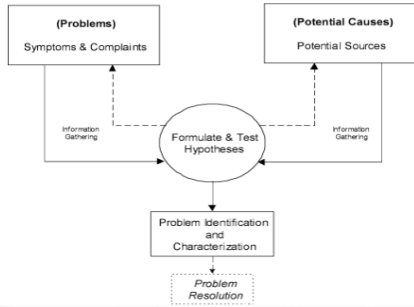 (Problems)
Symptoms & Complaints
(Potential Causes)
Potential Sources
Information
Gathering
Formulate & Test
Hypotheses
Information
Gathering
Problem Identification
and
Characterization
Problem
Resolution